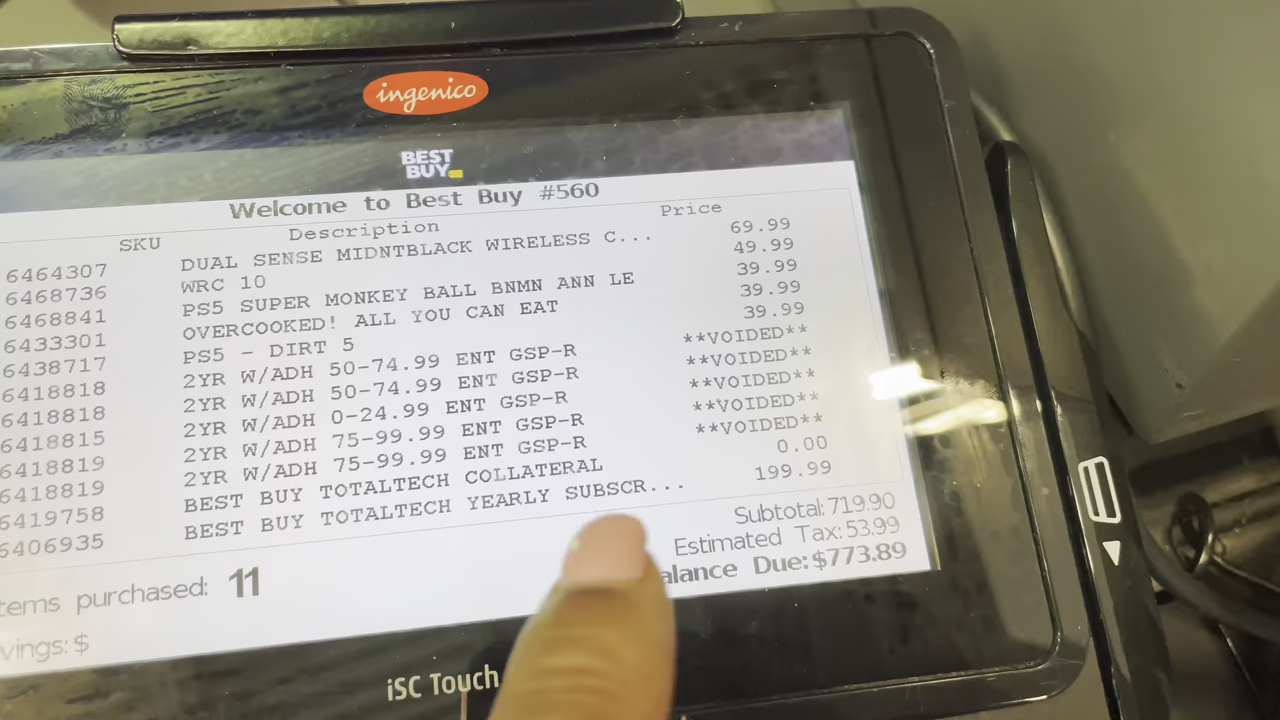 ingenico
BEST
BUY
Welcome to Best Buy #560
SKU Description Price
6464307 DUAL SENSE MIDNTBLACK WIRELESS C... 69.99
6468736 WRC 10 49.99
6468841 PS5 SUPER MONKEY BALL BNMN ANN LE 39.99
6433301 OVERCOOKED! ALL YOU CAN EAT 39.99
6438717 PS5 - DIRT 5 39.99
6418818 2YR W/ADH 50-74.99 ENT GSP-R **VOIDED**
6418818 2YR W/ADH 50-74.99 ENT GSP-R **VOIDED**
6418815 2YR W/ADH 0-24.99 ENT GSP-R **VOIDED**
6418819 2YR W/ADH 75-99.99 ENT GSP-R **VOIDED**
6418819 2YR W/ADH 75-99.99 ENT GSP-R **VOIDED**
6419758 BEST BUY TOTALTECH COLLATERAL 0.00
6406935 BEST BUY TOTALTECH YEARLY SUBSCR... 199.99
Subtotal: 719.90
Estimated Tax: 53.99
alance Due: $773.89
tems purchased: 11
vings: $
iSC Touch